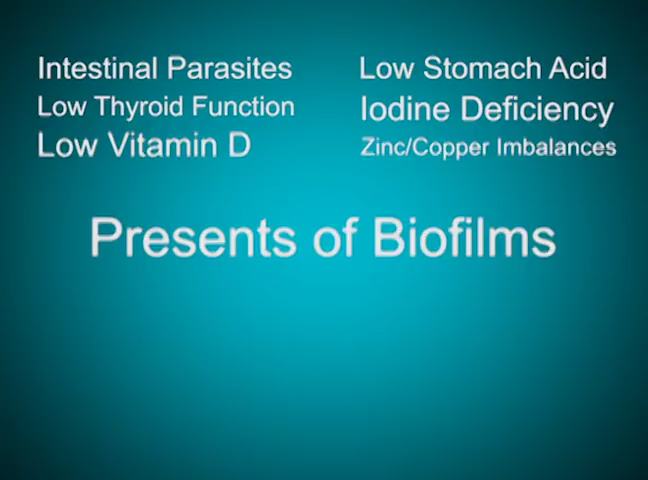 Intestinal Parasites
Low Thyroid Function
Low Vitamin D
Low Stomach Acid
Iodine Deficiency
Zinc/Copper Imbalances
Presents of Biofilms